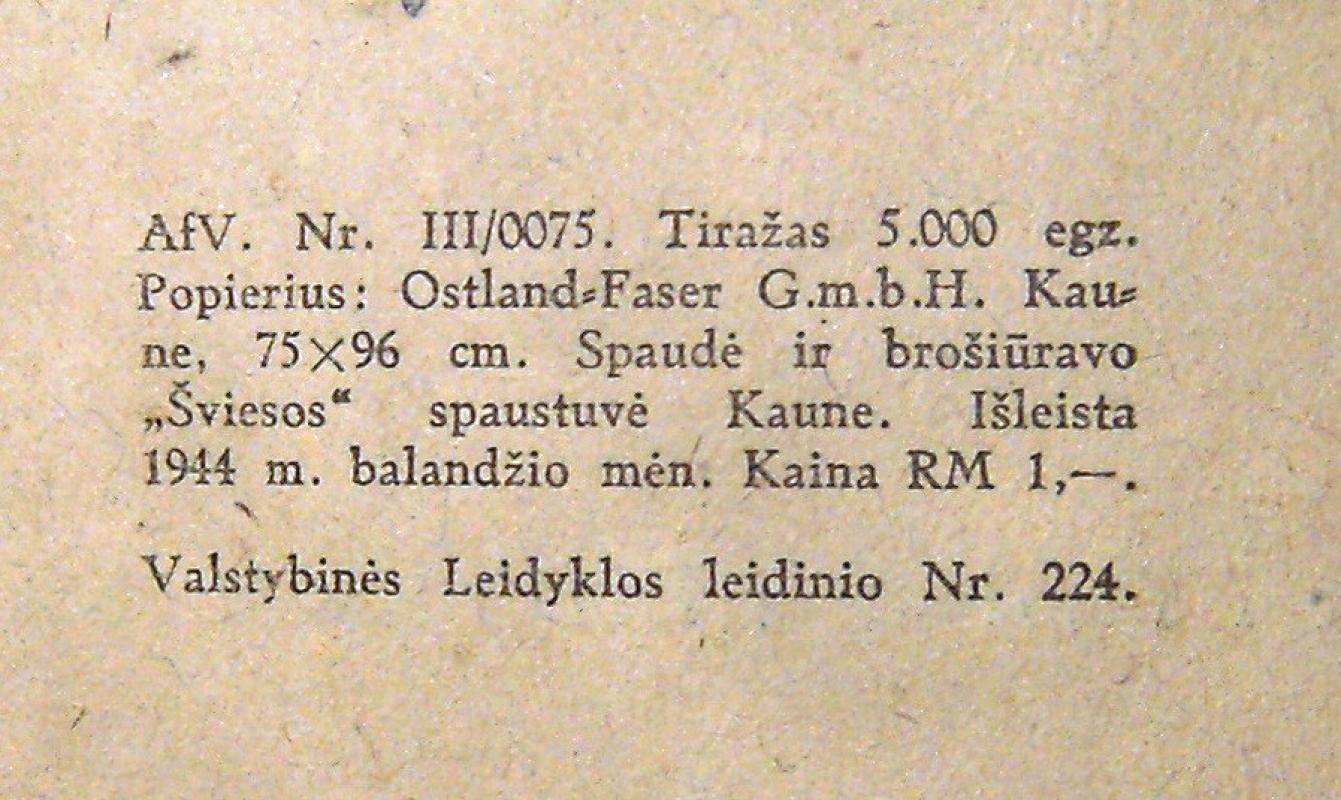 AfV. Nr. III/0075. Tiražas 5.000 egz.
Popierius: Ostland-Faser G.m.b.H. Kau-
ne, 75×96 cm. Spaudė ir brošiūravo
„Šviesos“ spaustuvė Kaune. Išleista
1944 m. balandžio mėn. Kaina RM 1,—.
Valstybinės Leidyklos leidinio Nr. 224.